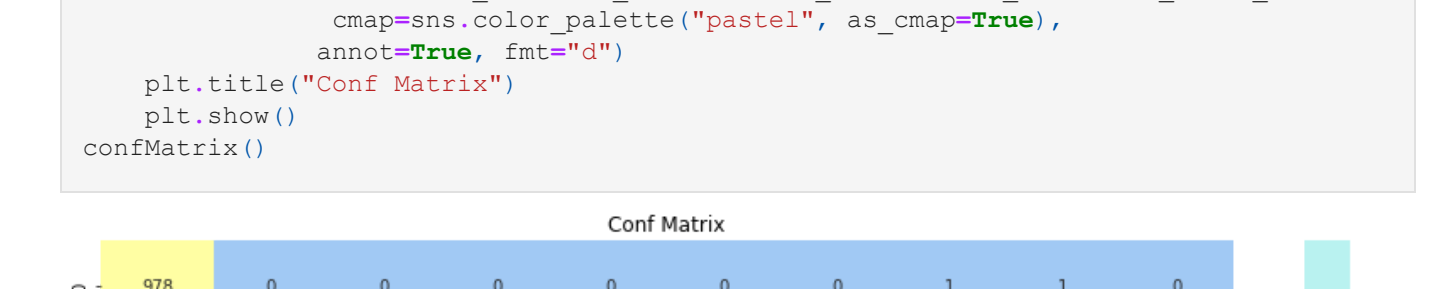 cmap=sns.color_palette("pastel", as_cmap=True),
annot=True, fmt="d")
plt.title("Conf Matrix")
plt.show()
confMatrix()
Conf Matrix
978 0 0 0 0 0 0 1 1 0